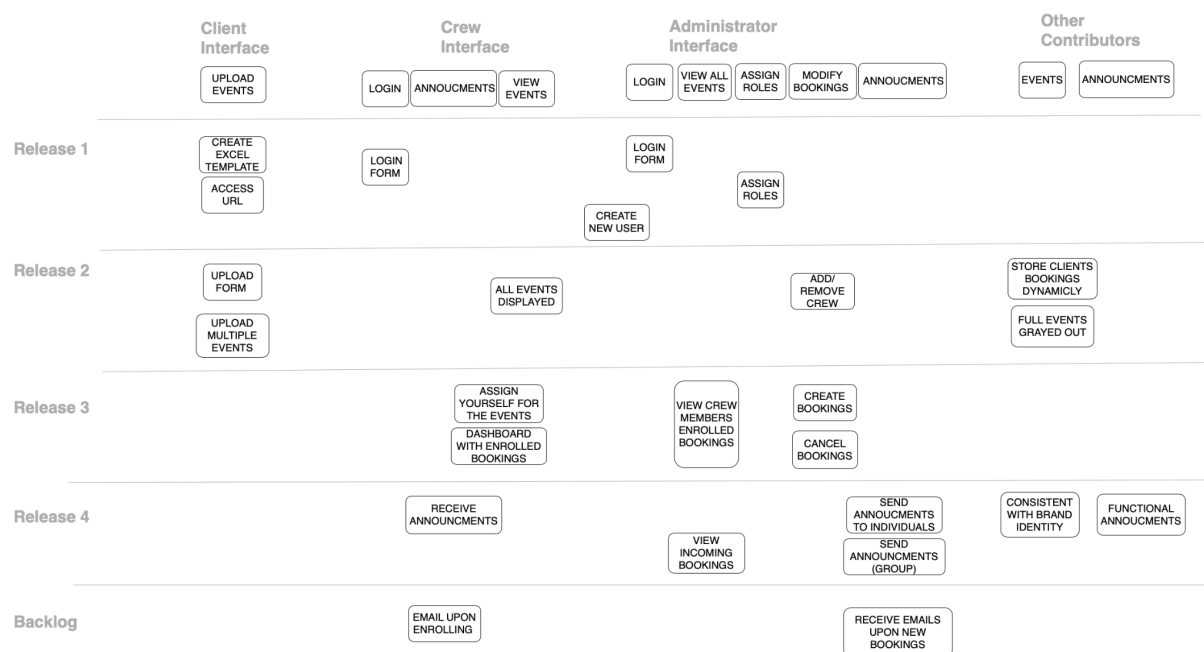 Client
Interface
Crew
Interface
Administrator
Interface
Other
Contributors
UPLOAD
EVENTS
LOGIN
ANNOUCMENTS
VIEW
EVENTS
LOGIN
VIEW ALL
EVENTS
ASSIGN
ROLES
MODIFY
BOOKINGS
ANNOUCMENTS
EVENTS
ANNOUNCMENTS
Release 1
CREATE
EXCEL
TEMPLATE
ACCESS
URL
LOGIN
FORM
LOGIN
FORM
ASSIGN
ROLES
CREATE
NEW USER
Release 2
UPLOAD
FORM
UPLOAD
MULTIPLE
EVENTS
ALL EVENTS
DISPLAYED
ADD/
REMOVE
CREW
STORE CLIENTS
BOOKINGS
DYNAMICLY
FULL EVENTS
GRAYED OUT
Release 3
ASSIGN
YOURSELF FOR
THE EVENTS
DASHBOARD
WITH ENROLLED
BOOKINGS
VIEW CREW
MEMBERS
ENROLLED
BOOKINGS
CREATE
BOOKINGS
CANCEL
BOOKINGS
Release 4
RECEIVE
ANNOUNCMENTS
VIEW
INCOMING
BOOKINGS
SEND
ANNOUCMENTS
TO INDIVIDUALS
SEND
ANNOUNCMENTS
(GROUP)
CONSISTENT
WITH BRAND
IDENTITY
FUNCTIONAL
ANNOUCMENTS
Backlog
EMAIL UPON
ENROLLING
RECEIVE EMAILS
UPON NEW
BOOKINGS